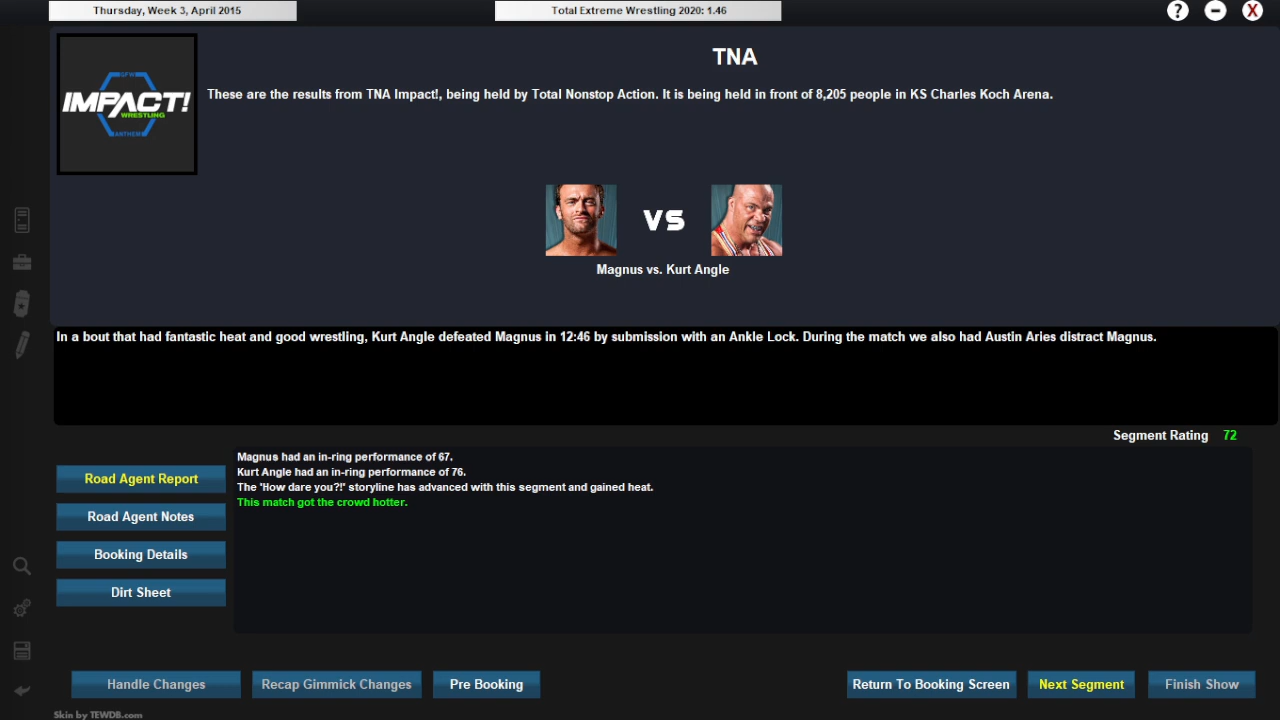 Thursday, Week 3, April 2015
Total Extreme Wrestling 2020: 1.46
?
X
TNA
GFW
IMPACT!
WRESTLING
ANTHEM
These are the results from TNA Impact!, being held by Total Nonstop Action. It is being held in front of 8,205 people in KS Charles Koch Arena.
VS
Magnus vs. Kurt Angle
In a bout that had fantastic heat and good wrestling, Kurt Angle defeated Magnus in 12:46 by submission with an Ankle Lock. During the match we also had Austin Aries distract Magnus.
Segment Rating 72
Road Agent Report
Road Agent Notes
Booking Details
Dirt Sheet
Magnus had an in-ring performance of 67.
Kurt Angle had an in-ring performance of 76.
The 'How dare you?!' storyline has advanced with this segment and gained heat.
This match got the crowd hotter.
Handle Changes
Recap Gimmick Changes
Pre Booking
Return To Booking Screen
Next Segment
Finish Show
Skin by TEWDB.com